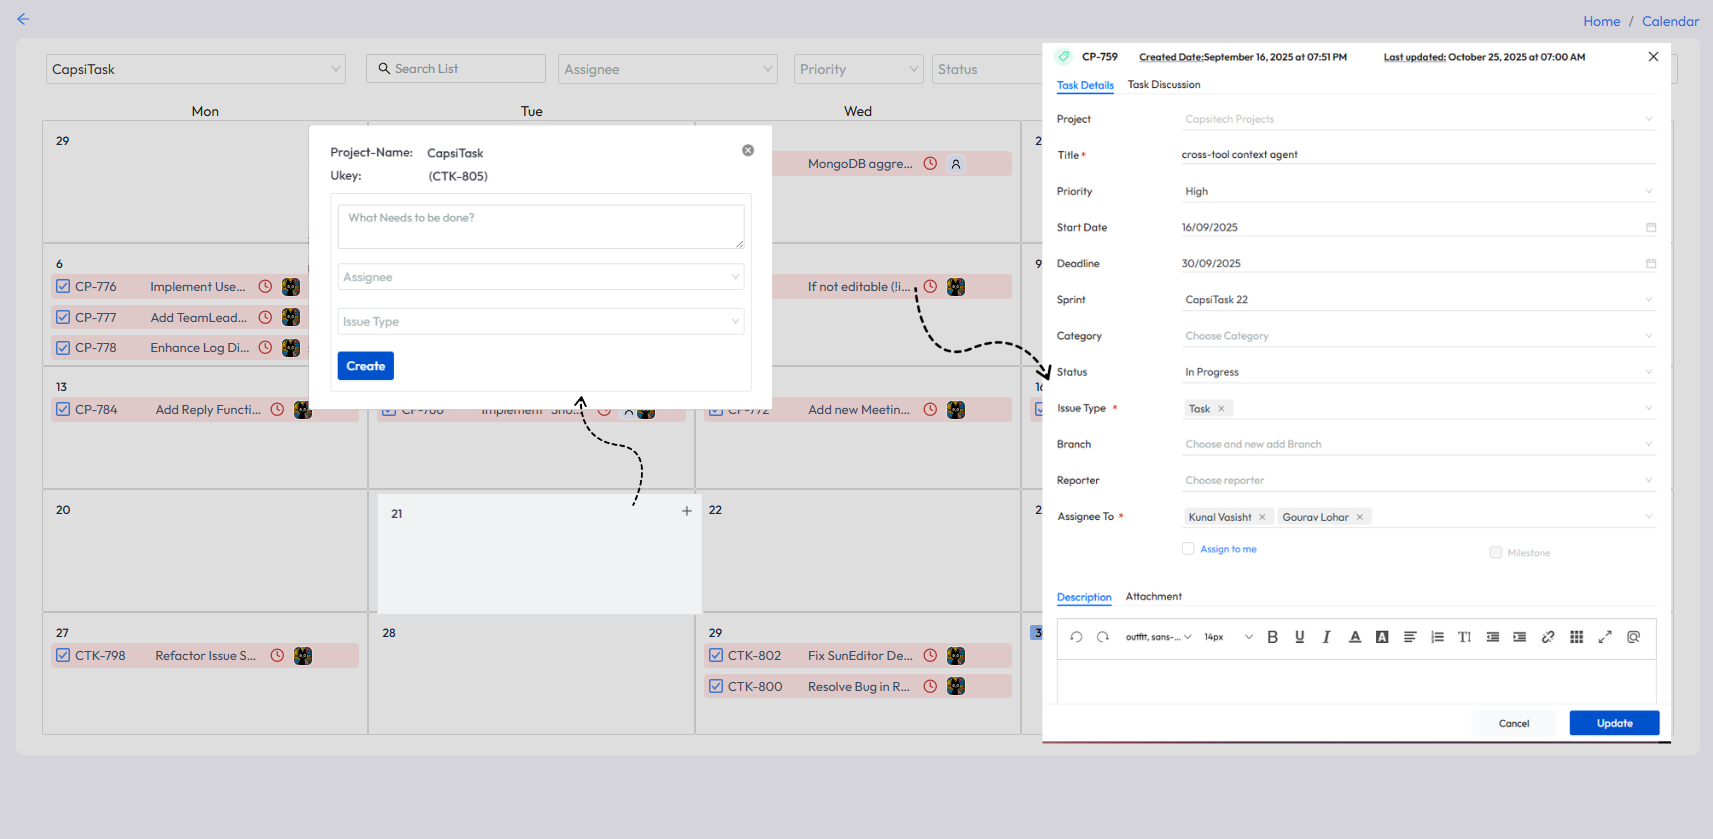 Home / Calendar
CapsiTask
Search List
Assignee
Priority
Status
Mon
Tue
Wed
29
6
CP-776 Implement Use...
CP-777 Add TeamLead...
CP-778 Enhance Log Di...
13
CP-784 Add Reply Functi...
20
21
22
27
CTK-798 Refactor Issue S...
28
29
CTK-802 Fix SunEditor De...
CTK-800 Resolve Bug in R...
MongoDB aggre...
If not editable (!i...
9
CP-772 Add new Meetin...
Project-Name: CapsiTask
Ukey: (CTK-805)
What Needs to be done?
Assignee
Issue Type
Create
CP-759 Created Date:September 16, 2025 at 07:51 PM Last updated: October 25, 2025 at 07:00 AM
Task Details Task Discussion
Project Capsitech Projects
Title* cross-tool context agent
Priority High
Start Date 16/09/2025
Deadline 30/09/2025
Sprint CapsiTask 22
Category Choose Category
Status In Progress
Issue Type * Task
Branch Choose and new add Branch
Reporter Choose reporter
Assignee To * Kunal Vasisht Gourav Lohar
Assign to me Milestone
Description Attachment
outfit, sans-... 14px
Cancel Update